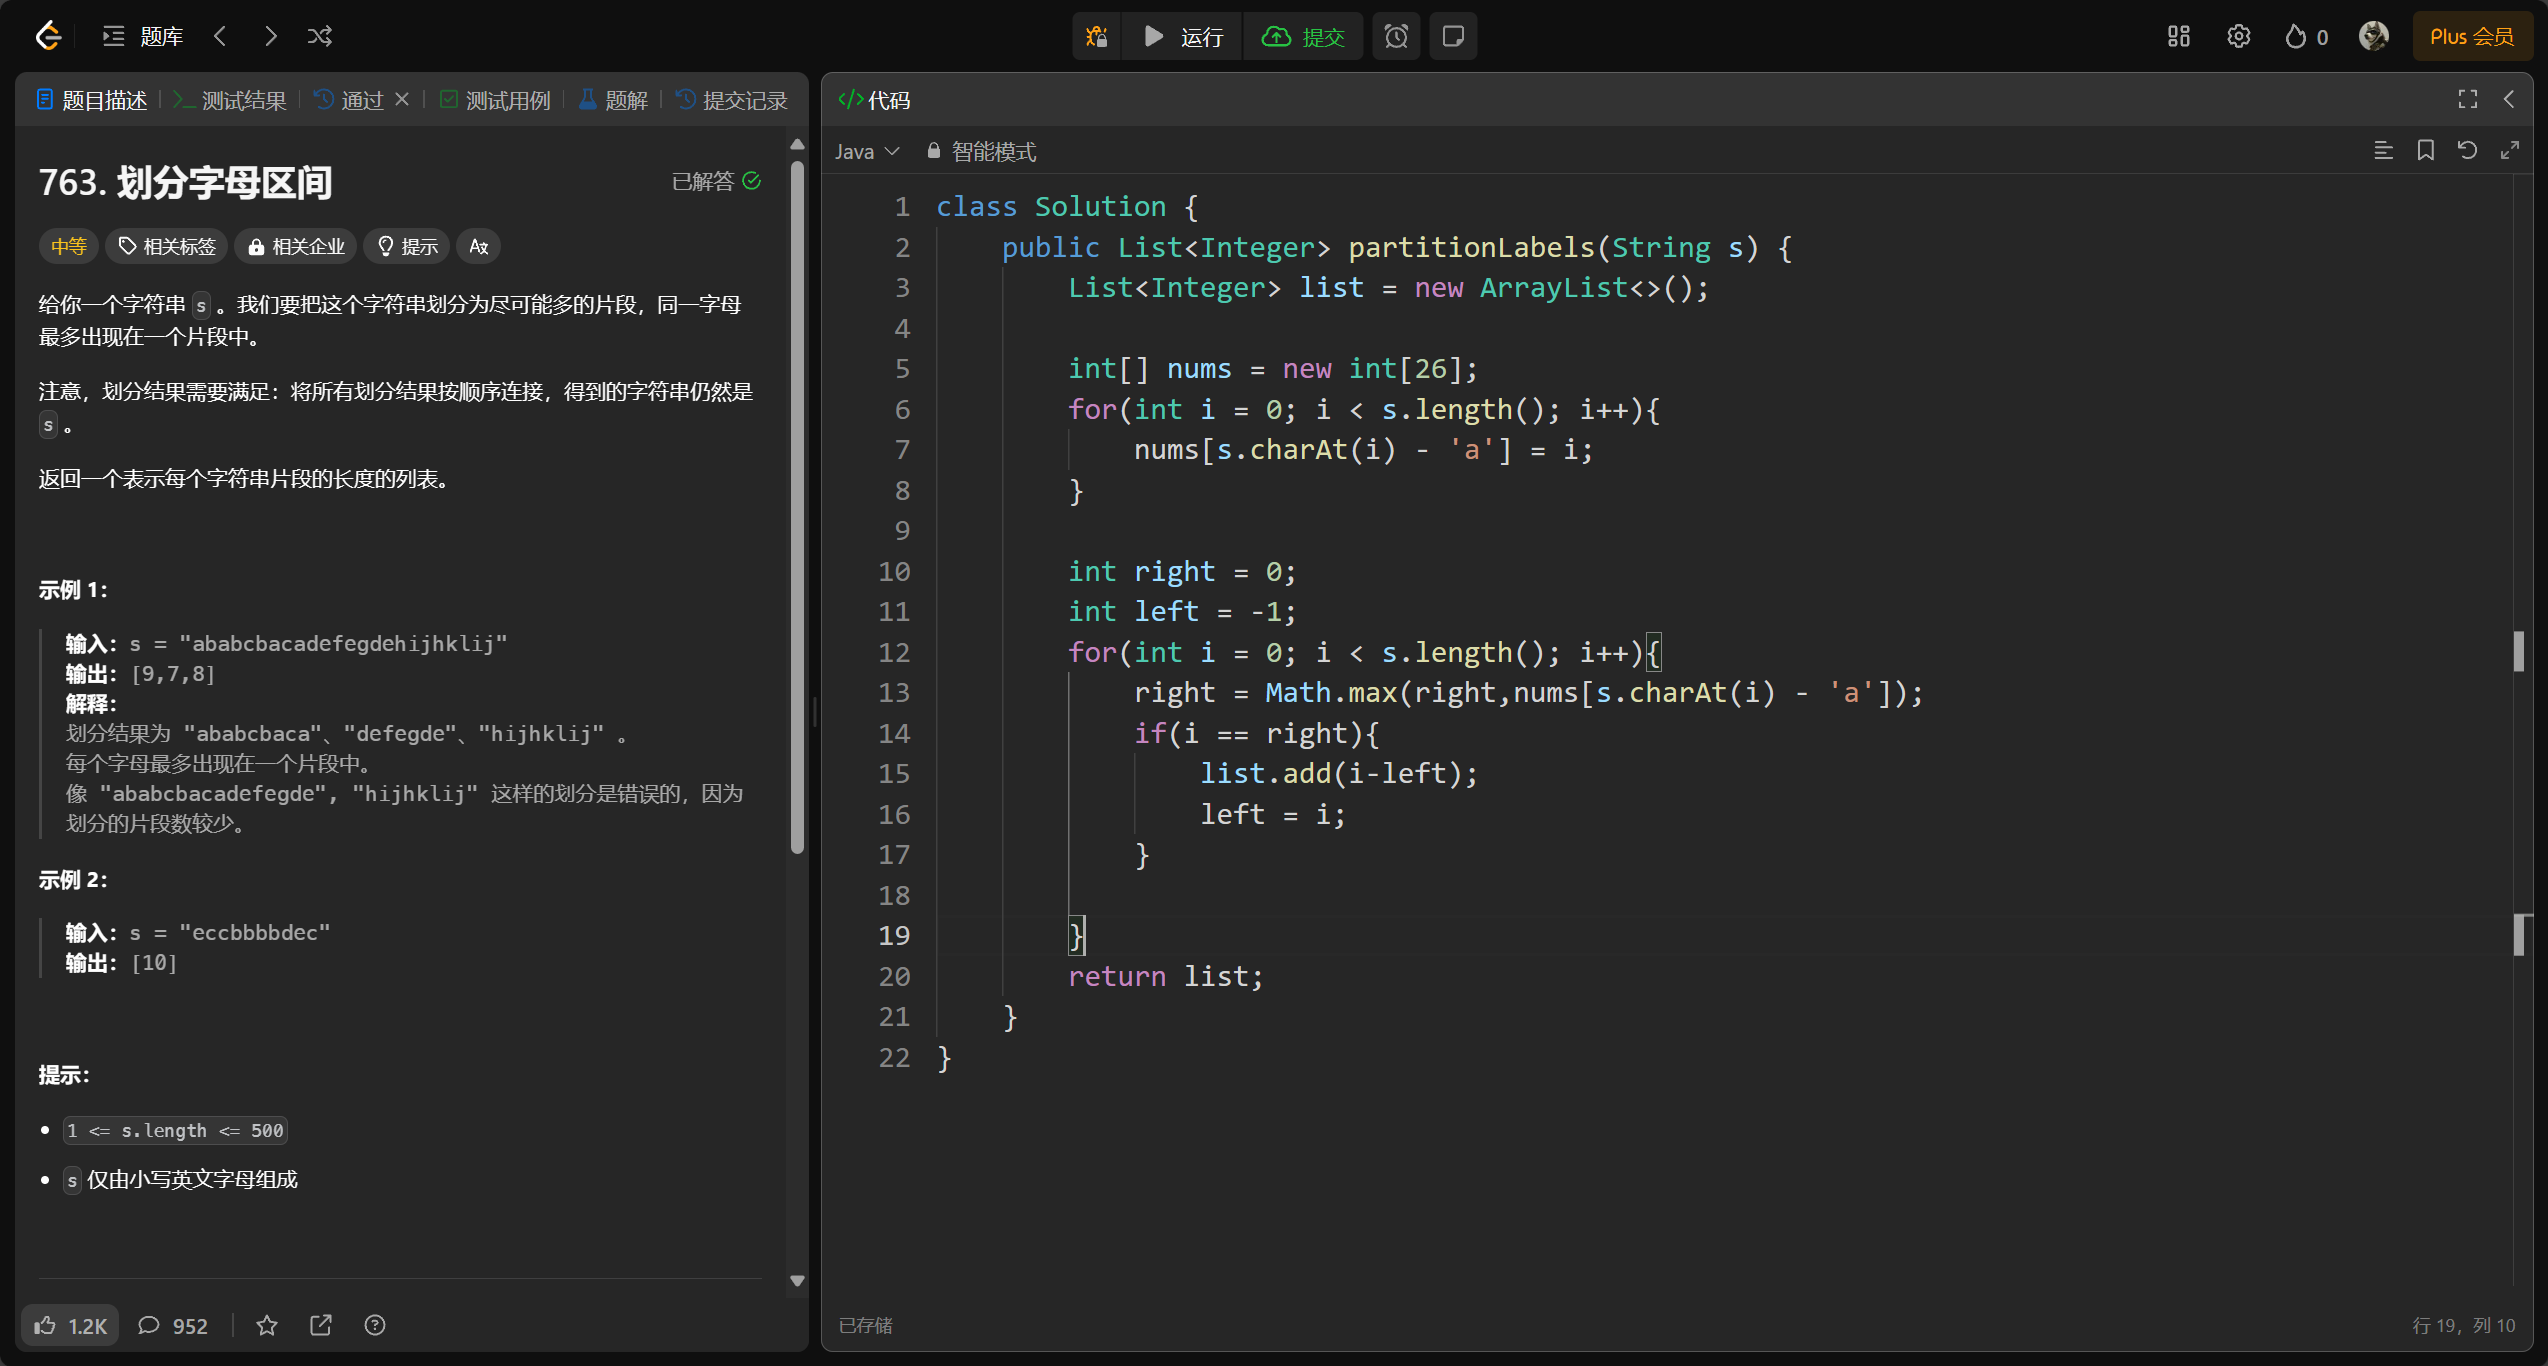 题库
运行
提交
0
Plus 会员
题目描述
测试结果
通过
测试用例
题解
提交记录
763. 划分字母区间
已解答
中等
相关标签
相关企业
提示
给你一个字符串 s 。我们要把这个字符串划分为尽可能多的片段，同一字母
最多出现在一个片段中。
注意，划分结果需要满足：将所有划分结果按顺序连接，得到的字符串仍然是
s 。
返回一个表示每个字符串片段的长度的列表。
示例 1：
输入：s = "ababcbacadefegdehijhklij"
输出：[9,7,8]
解释：
划分结果为 "ababcbaca"、"defegde"、"hijhklij" 。
每个字母最多出现在一个片段中。
像 "ababcbacadefegde", "hijhklij" 这样的划分是错误的，因为
划分的片段数较少。
示例 2：
输入：s = "eccbbbbdec"
输出：[10]
提示：
1 <= s.length <= 500
s 仅由小写英文字母组成
1.2K
952
</>代码
Java
智能模式
1 class Solution {
2     public List<Integer> partitionLabels(String s) {
3         List<Integer> list = new ArrayList<>();
4
5         int[] nums = new int[26];
6         for(int i = 0; i < s.length(); i++){
7             nums[s.charAt(i) - 'a'] = i;
8         }
9
10         int right = 0;
11         int left = -1;
12         for(int i = 0; i < s.length(); i++){
13             right = Math.max(right,nums[s.charAt(i) - 'a']);
14             if(i == right){
15                 list.add(i-left);
16                 left = i;
17             }
18
19         }
20         return list;
21     }
22 }
已存储
行 19，列 10